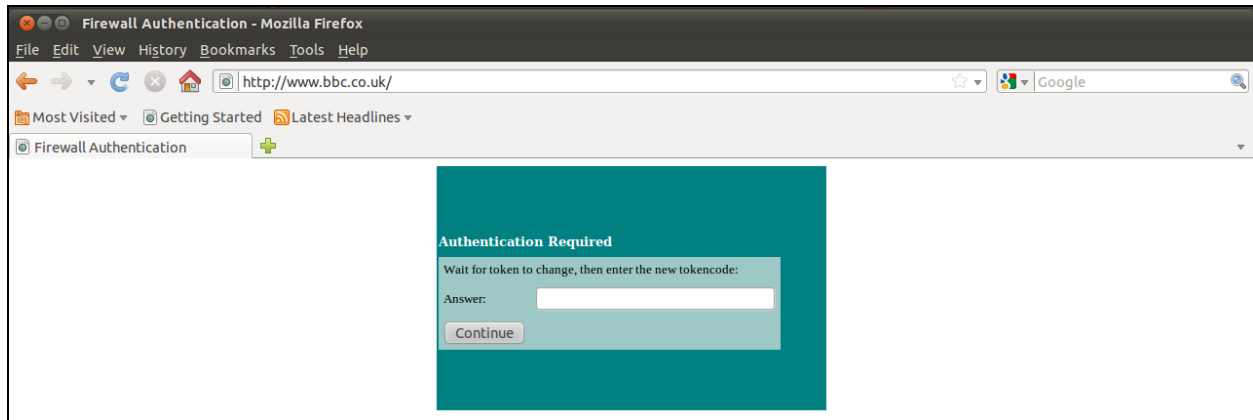 Firewall Authentication - Mozilla Firefox
File Edit View History Bookmarks Tools Help
http://www.bbc.co.uk/ Google
Most Visited Getting Started Latest Headlines
Firewall Authentication
Authentication Required
Wait for token to change, then enter the new tokencode:
Answer:
Continue